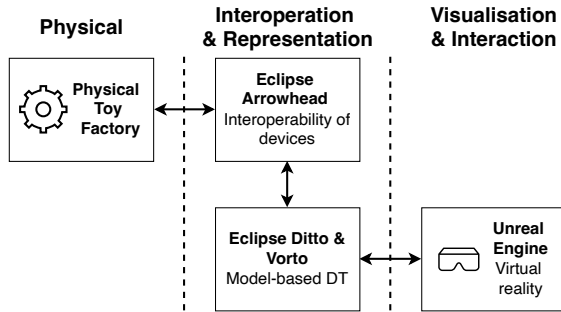 Physical
Interoperation
& Representation
Visualisation
& Interaction
Physical
Toy
Factory
Eclipse
Arrowhead
Interoperability of
devices
Eclipse Ditto &
Vorto
Model-based DT
Unreal
Engine
Virtual
reality